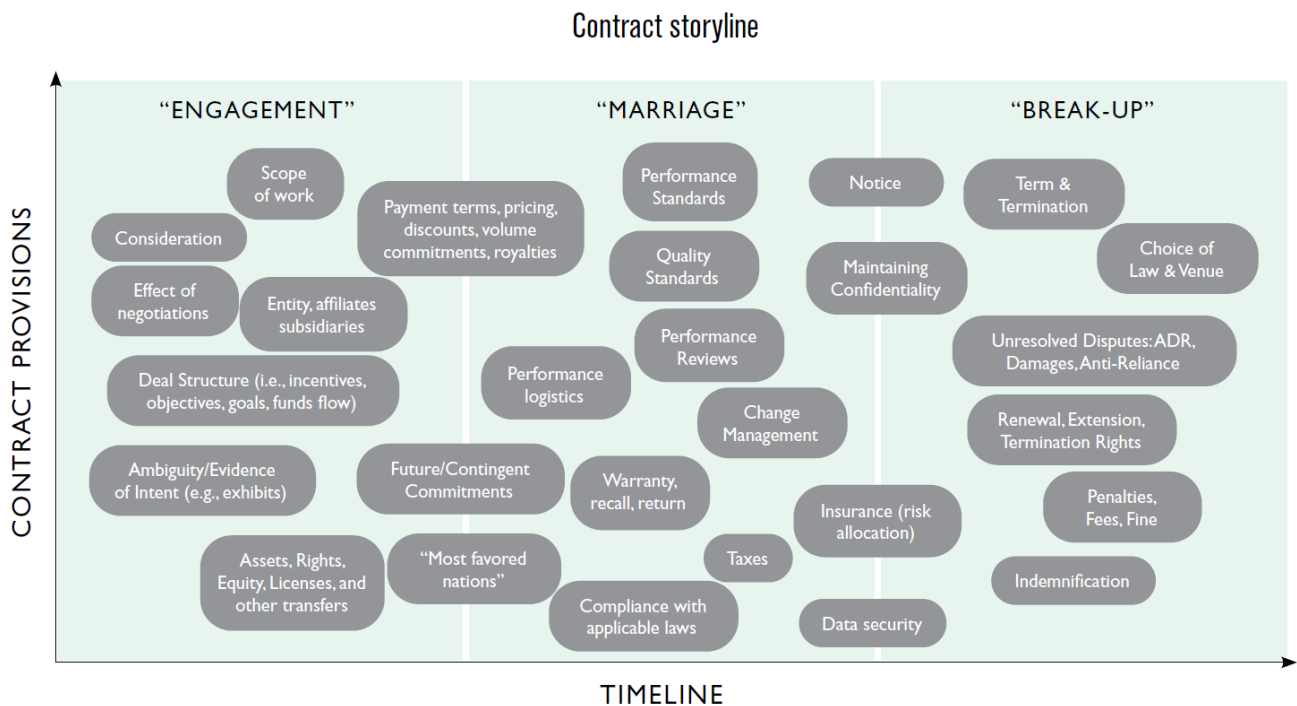 Contract storyline
CONTRACT PROVISIONS
“ENGAGEMENT”
“MARRIAGE”
“BREAK-UP”
Scope
of work
Consideration
Effect of
negotiations
Entity, affiliates
subsidiaries
Payment terms, pricing,
discounts, volume
commitments, royalties
Deal Structure (i.e., incentives,
objectives, goals, funds flow)
Ambiguity/Evidence
of Intent (e.g., exhibits)
Future/Contingent
Commitments
Assets, Rights,
Equity, Licenses, and
other transfers
“Most favored
nations”
Performance
Standards
Quality
Standards
Performance
Reviews
Performance
logistics
Change
Management
Warranty,
recall, return
Taxes
Compliance with
applicable laws
Notice
Maintaining
Confidentiality
Insurance (risk
allocation)
Data security
Term &
Termination
Choice of
Law & Venue
Unresolved Disputes: ADR,
Damages, Anti-Reliance
Renewal, Extension,
Termination Rights
Penalties,
Fees, Fine
Indemnification
TIMELINE